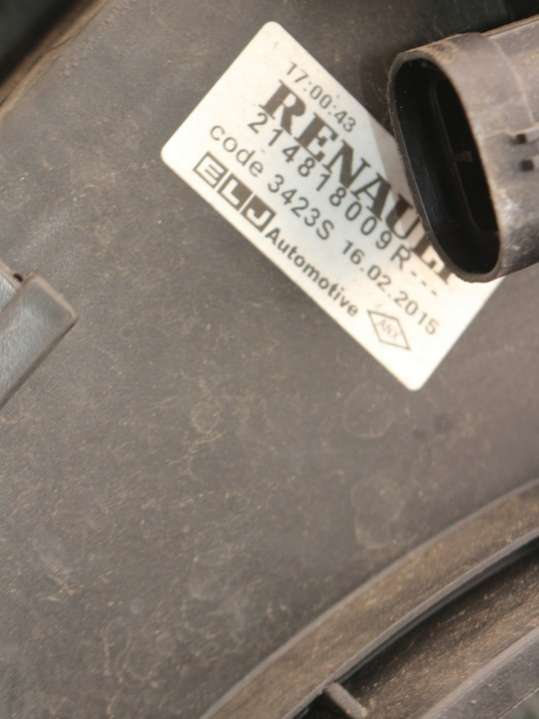 17:00:43
RENAULT
214818009R---
code 3423S 16.02.2015
ELJ Automotive